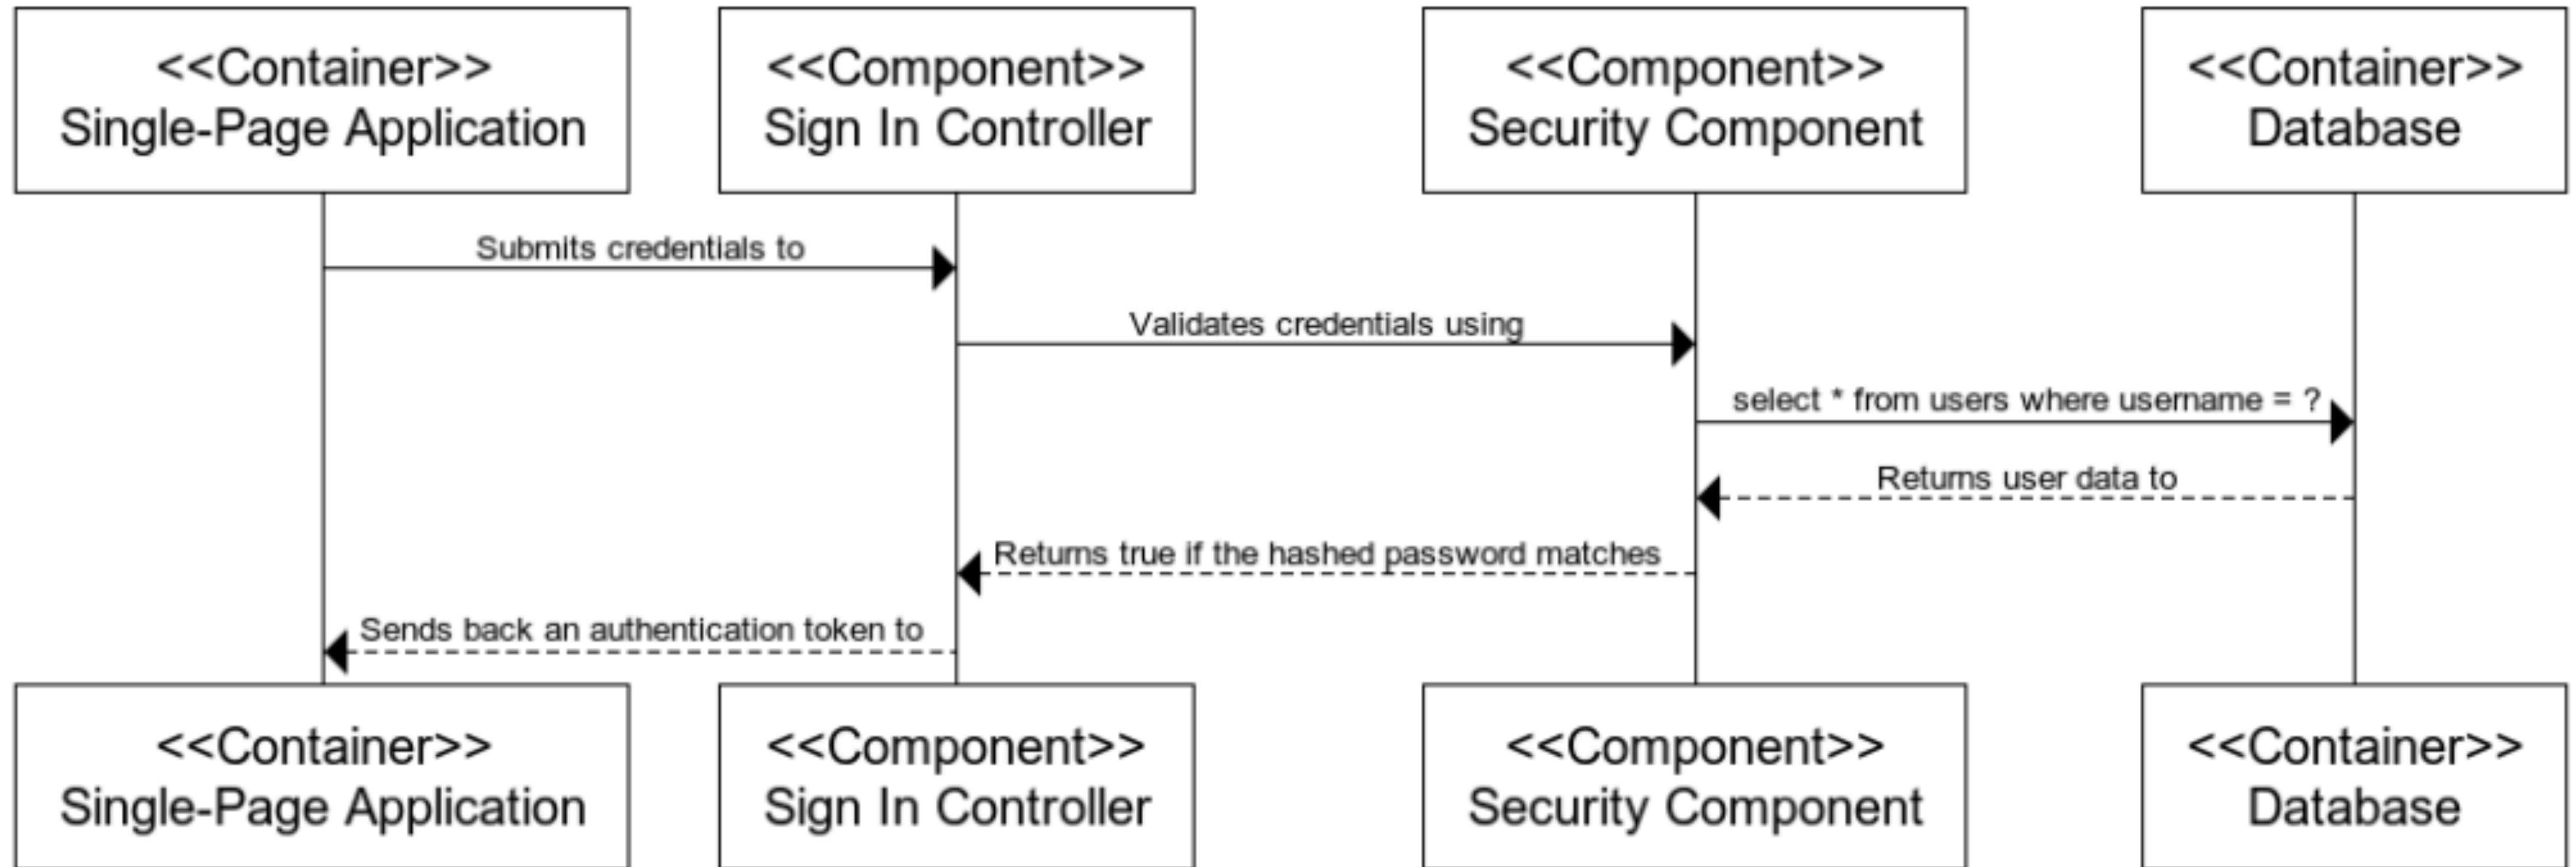 <<Container>>
Single-Page Application
<<Component>>
Sign In Controller
<<Component>>
Security Component
<<Container>>
Database
Submits credentials to
Validates credentials using
select * from users where username = ?
Returns user data to
Returns true if the hashed password matches
Sends back an authentication token to
<<Container>>
Single-Page Application
<<Component>>
Sign In Controller
<<Component>>
Security Component
<<Container>>
Database